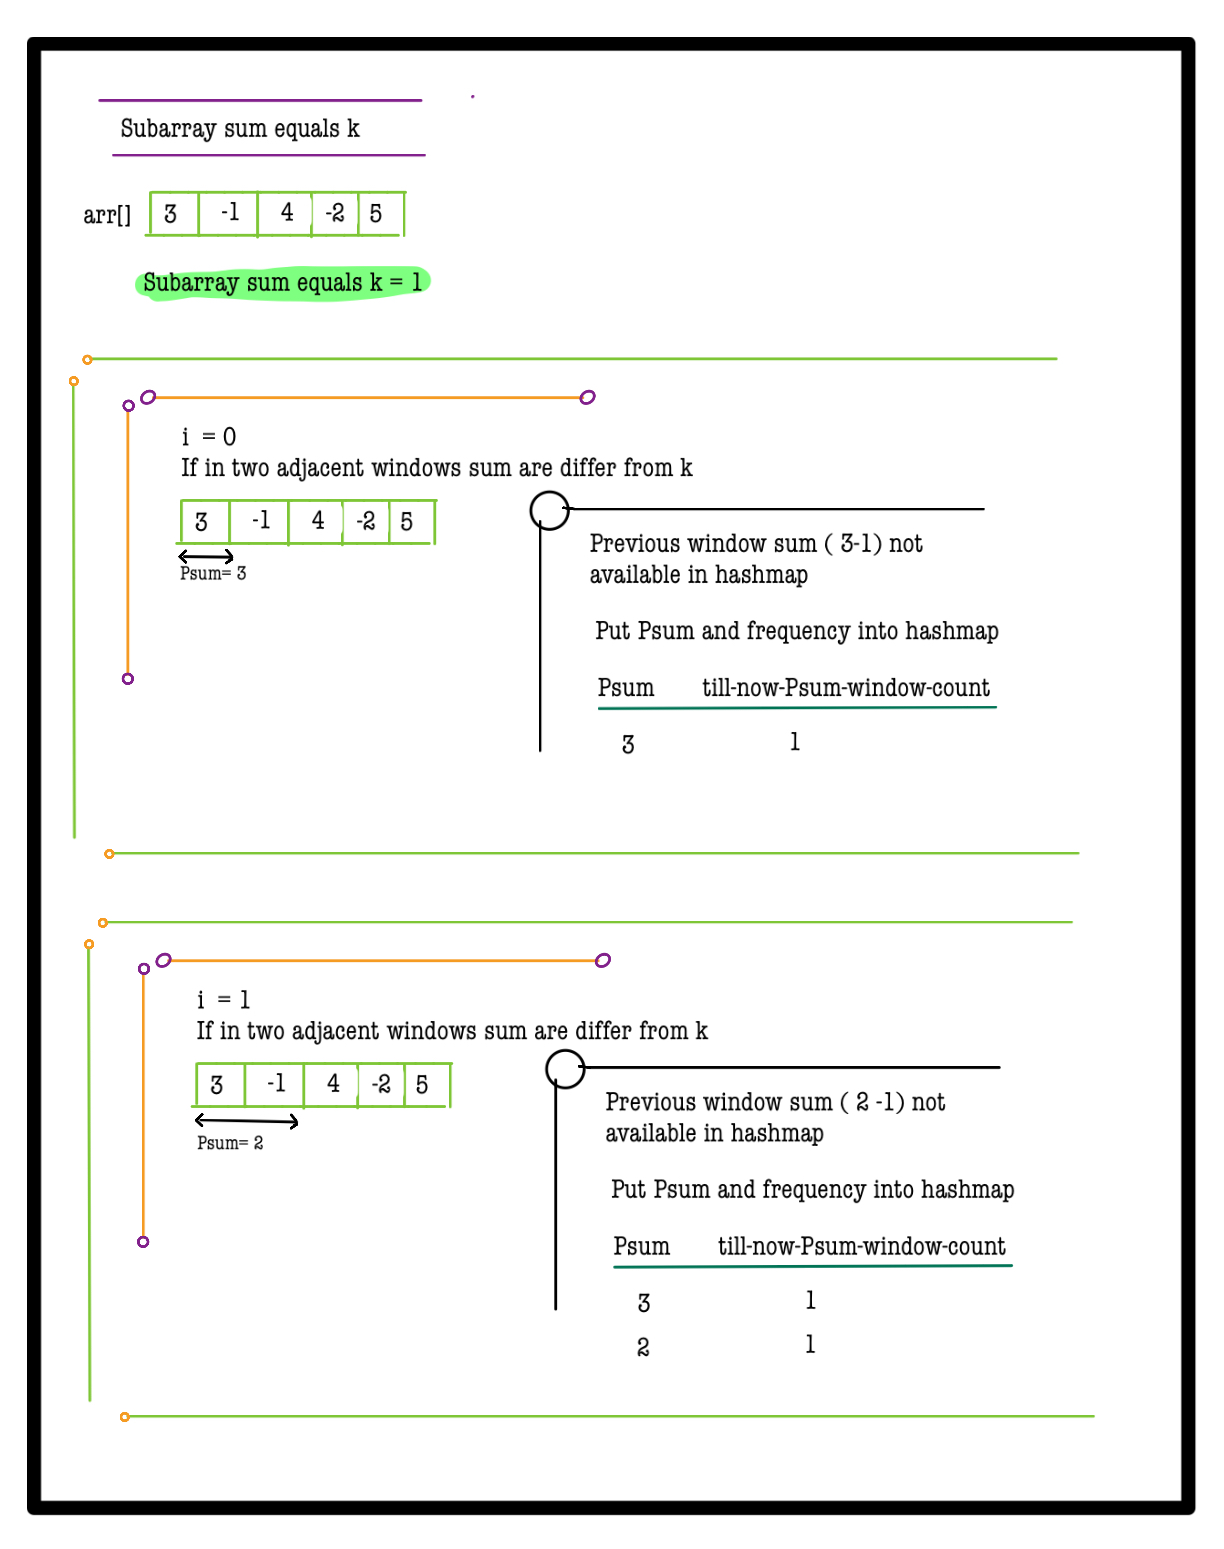 Subarray sum equals k
arr[] 3 -1 4 -2 5
Subarray sum equals k = 1
i = 0
If in two adjacent windows sum are differ from k
3 -1 4 -2 5
Psum= 3
Previous window sum ( 3-1) not
available in hashmap
Put Psum and frequency into hashmap
Psum till-now-Psum-window-count
3 1
i = 1
If in two adjacent windows sum are differ from k
3 -1 4 -2 5
Psum= 2
Previous window sum ( 2 -1) not
available in hashmap
Put Psum and frequency into hashmap
Psum till-now-Psum-window-count
3 1
2 1